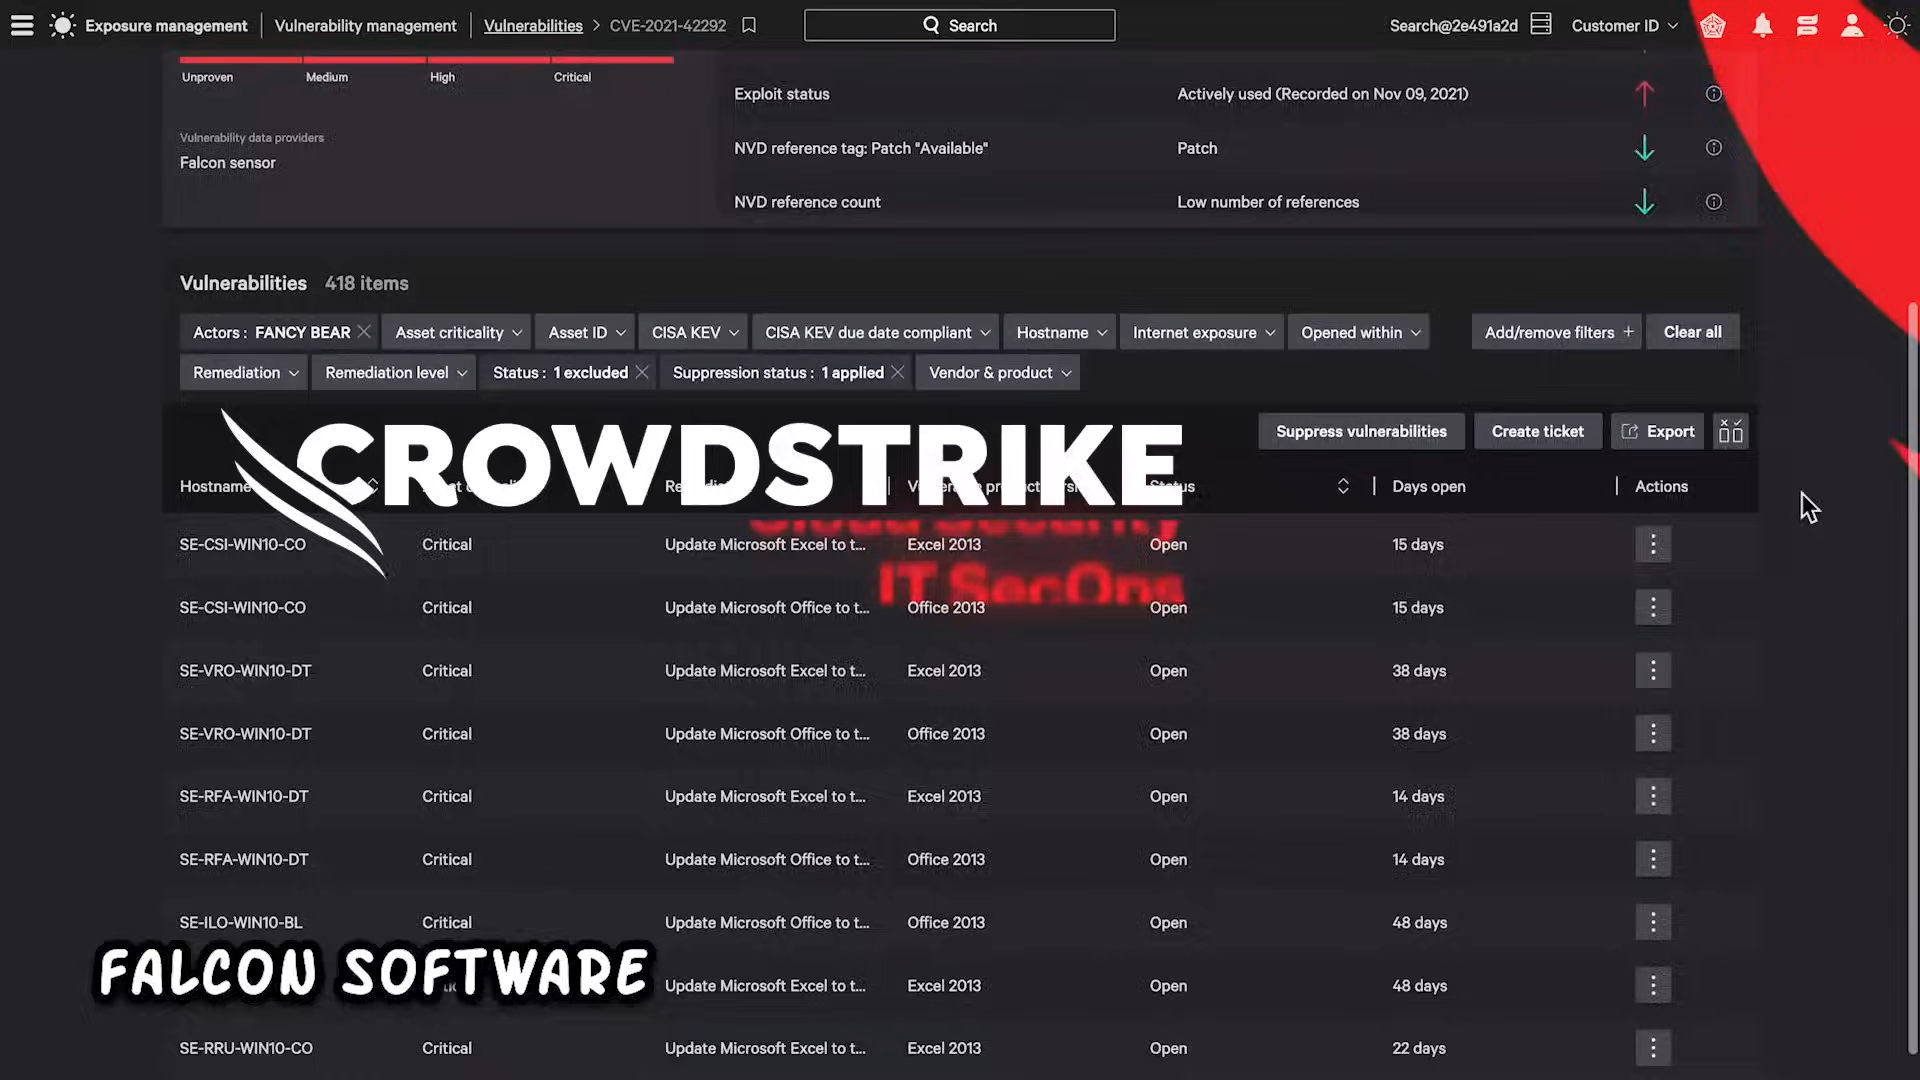 Exposure management Vulnerability management Vulnerabilities > CVE-2021-42292 Search Search@2e491a2d Customer ID
Unproven Medium High Critical
Vulnerability data providers
Falcon sensor
Exploit status Actively used (Recorded on Nov 09, 2021)
NVD reference tag: Patch "Available" Patch
NVD reference count Low number of references
Vulnerabilities 418 items
Actors : FANCY BEAR Asset criticality Asset ID CISA KEV CISA KEV due date compliant Hostname Internet exposure Opened within Add/remove filters + Clear all
Remediation Remediation level Status : 1 excluded Suppression status : 1 applied Vendor & product
Suppress vulnerabilities Create ticket Export
CROWDSTRIKE
Hostname Status Days open Actions
Cloud Security
IT SecOps
SE-CSI-WIN10-CO Critical Update Microsoft Excel to t... Excel 2013 Open 15 days
SE-CSI-WIN10-CO Critical Update Microsoft Office to t... Office 2013 Open 15 days
SE-VRO-WIN10-DT Critical Update Microsoft Excel to t... Excel 2013 Open 38 days
SE-VRO-WIN10-DT Critical Update Microsoft Office to t... Office 2013 Open 38 days
SE-RFA-WIN10-DT Critical Update Microsoft Excel to t... Excel 2013 Open 14 days
SE-RFA-WIN10-DT Critical Update Microsoft Office to t... Office 2013 Open 14 days
SE-ILO-WIN10-BL Critical Update Microsoft Office to t... Office 2013 Open 48 days
FALCON SOFTWARE
Update Microsoft Excel to t... Excel 2013 Open 48 days
SE-RRU-WIN10-CO Critical Update Microsoft Excel to t... Excel 2013 Open 22 days